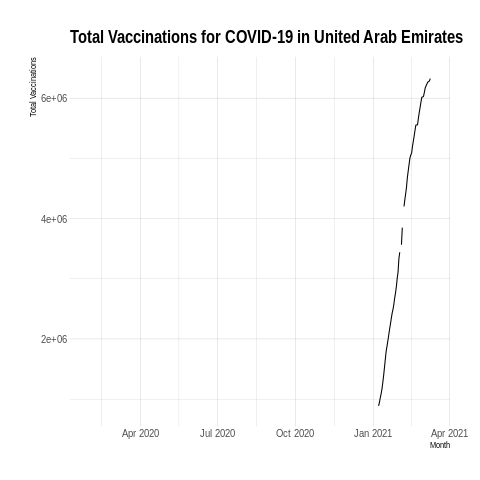 Total Vaccinations for COVID-19 in United Arab Emirates
Total Vaccinations
6e+06
4e+06
2e+06
Apr 2020 Jul 2020 Oct 2020 Jan 2021 Apr 2021
Month